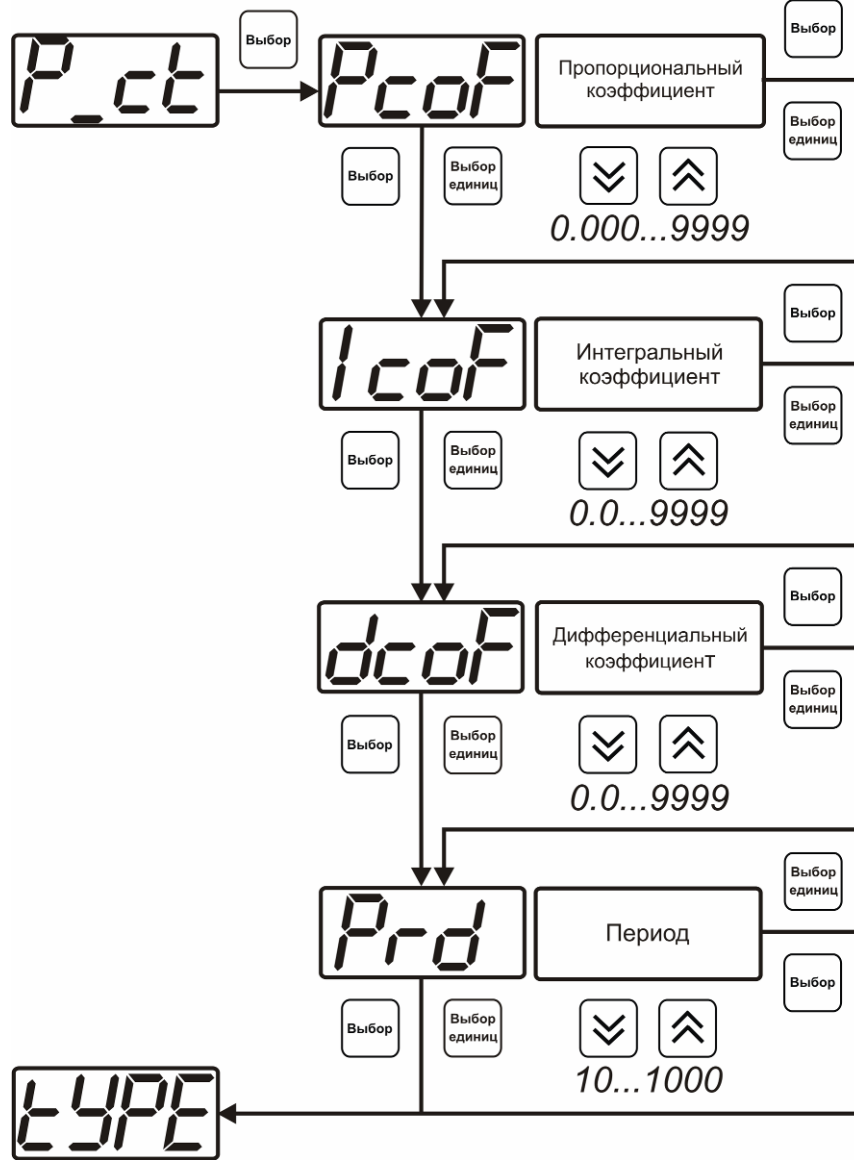 P_ct
Выбор
PcoF
Пропорциональный
коэффициент
Выбор
Выбор
единиц
Выбор
Выбор
единиц
0.000...9999
IcoF
Интегральный
коэффициент
Выбор
Выбор
единиц
Выбор
Выбор
единиц
0.0...9999
dcoF
Дифференциальный
коэффициент
Выбор
Выбор
единиц
Выбор
Выбор
единиц
0.0...9999
Prd
Период
Выбор
единиц
Выбор
Выбор
Выбор
единиц
10...1000
tYPE